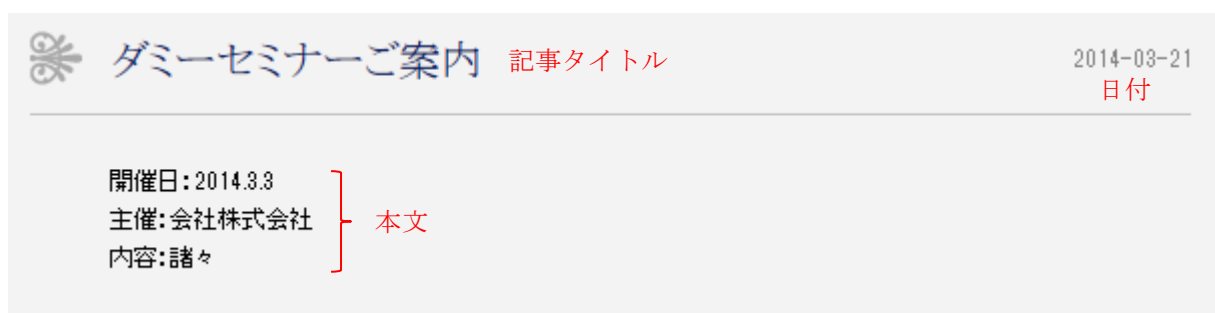 ダミーセミナーご案内 記事タイトル 2014-03-21
日付
開催日:2014.3.3
主催:会社株式会社
本文
内容:諸々